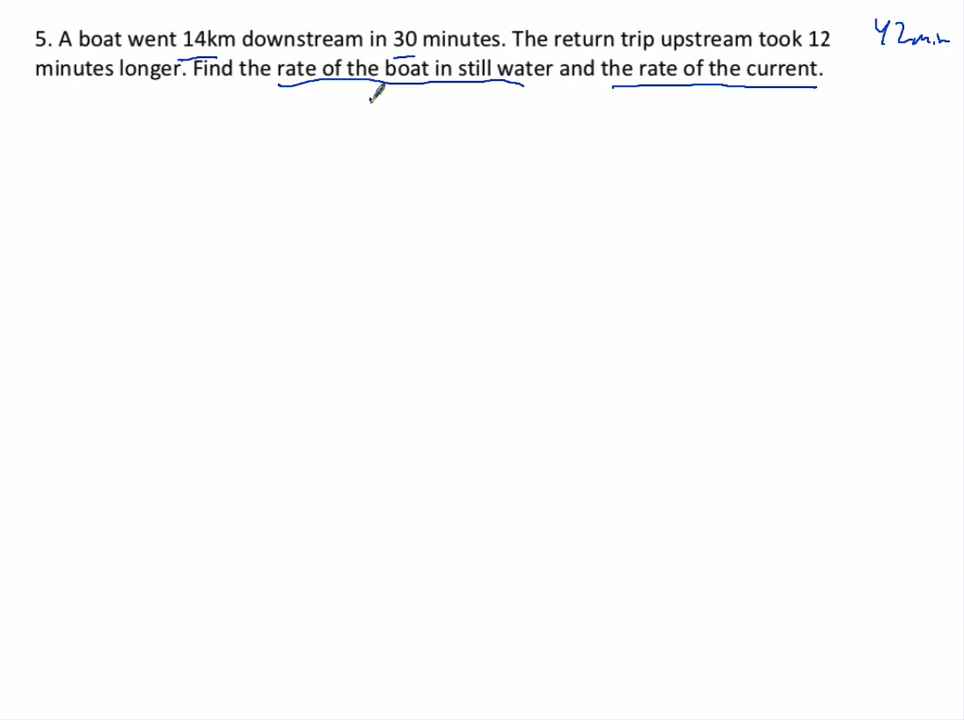 5. A boat went 14km downstream in 30 minutes. The return trip upstream took 12
minutes longer. Find the rate of the boat in still water and the rate of the current.
42min